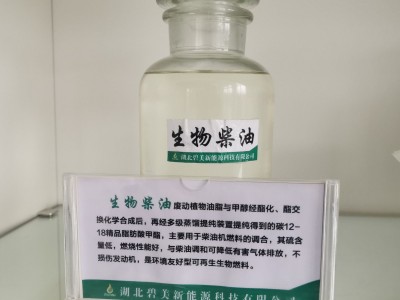 生物柴油
湖北碧美新能源科技有限公司
生物柴油 废动植物油脂与甲醇经酯化、酯交
换化学合成后，再经多级蒸馏提纯装置提纯得到的碳12-
18精品脂肪酸甲酯，主要用于柴油机燃料的调合，其硫含
量低，燃烧性能好，与柴油调和可降低有害气体排放，不
损伤发动机，是环境友好型可再生生物燃料。
湖北碧美新能源科技有限公司